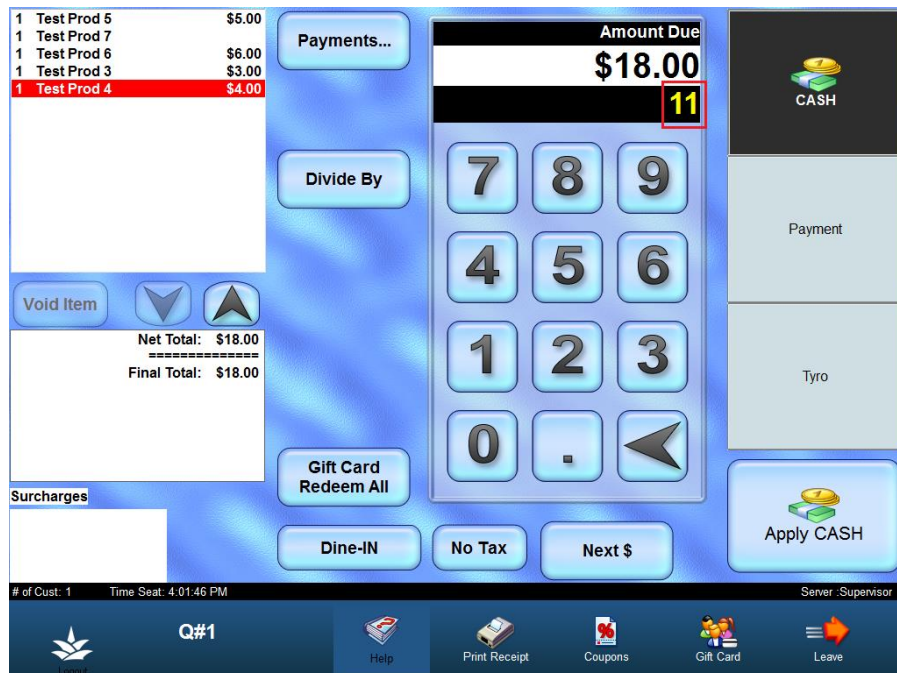 1 Test Prod 5 $5.00
1 Test Prod 7
1 Test Prod 6 $6.00
1 Test Prod 3 $3.00
1 Test Prod 4 $4.00
Void Item
Net Total: $18.00
==============
Final Total: $18.00
Surcharges
Payments...
Divide By
Gift Card
Redeem All
Dine-IN
No Tax
Next $
Amount Due
$18.00
11
7 8 9
4 5 6
1 2 3
0 .
CASH
Payment
Tyro
Apply CASH
# of Cust: 1 Time Seat: 4:01:46 PM Server :Supervisor
Q#1
Logout Help Print Receipt Coupons Gift Card Leave